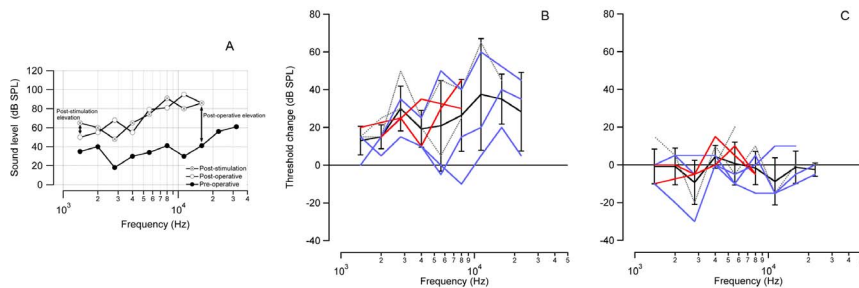 A
Sound level (dB SPL)
120
100
80
60
40
20
0
Post-stimulation
elevation
Post-operative elevation
Post-stimulation
Post-operative
Pre-operative
10³ 2 3 4 5 6 7 8 9 10⁴ 2 3
Frequency (Hz)
B
Threshold change (dB SPL)
80
60
40
20
0
-20
-40
10³ 2 3 4 5 6 7 8 9 10⁴ 2 3 4 5
Frequency (Hz)
C
80
60
40
20
0
-20
-40
10³ 2 3 4 5 6 7 8 9 10⁴ 2 3 4 5
Frequency (Hz)